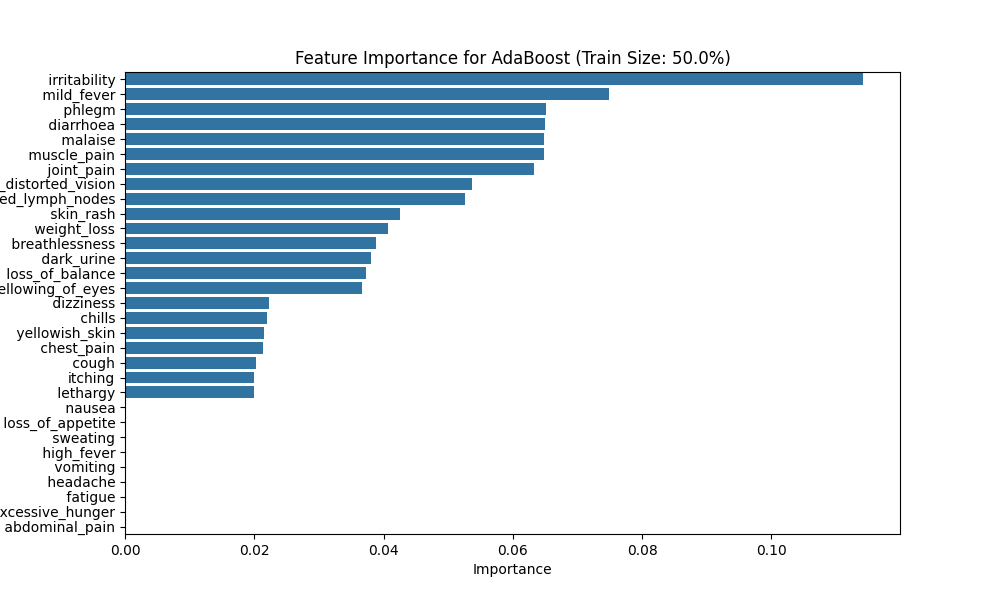 Feature Importance for AdaBoost (Train Size: 50.0%)
irritability
mild_fever
phlegm
diarrhoea
malaise
muscle_pain
joint_pain
_distorted_vision
ed_lymph_nodes
skin_rash
weight_loss
breathlessness
dark_urine
loss_of_balance
ellowing_of_eyes
dizziness
chills
yellowish_skin
chest_pain
cough
itching
lethargy
nausea
loss_of_appetite
sweating
high_fever
vomiting
headache
fatigue
xcessive_hunger
abdominal_pain
0.00 0.02 0.04 0.06 0.08 0.10
Importance